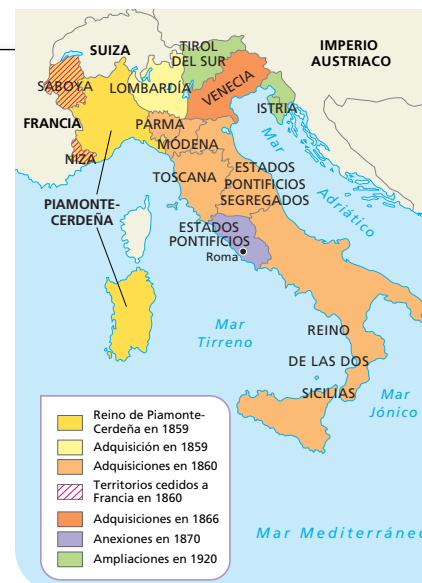 SUIZA
TIROL
DEL SUR
IMPERIO
AUSTRIACO
SABOYA
LOMBARDÍA
VENECIA
ISTRIA
FRANCIA
PARMA
MÓDENA
NIZA
TOSCANA
ESTADOS
PONTIFICIOS
SEGREGADOS
Mar
Adriático
PIAMONTE-
CERDEÑA
ESTADOS
PONTIFICIOS
Roma
Mar
Tirreno
REINO
DE LAS DOS
SICILIAS
Mar
Jónico
Mar Mediterráneo
Reino de Piamonte-
Cerdeña en 1859
Adquisición en 1859
Adquisiciones en 1860
Territorios cedidos a
Francia en 1860
Adquisiciones en 1866
Anexiones en 1870
Ampliaciones en 1920